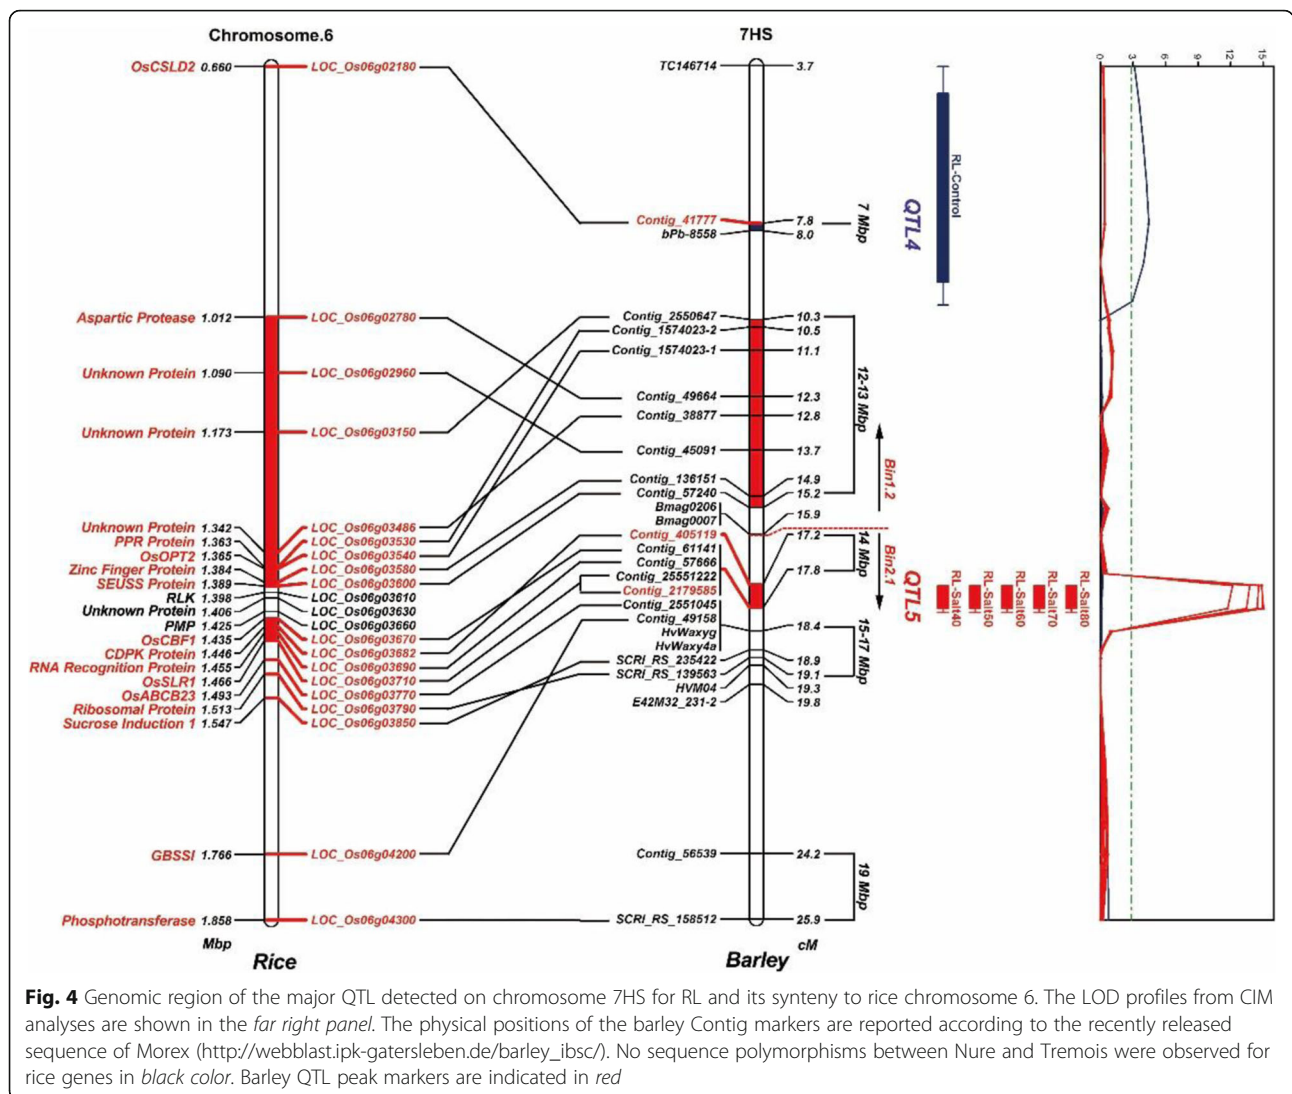 Chromosome.6
7HS
OsCSLD2 0.660 LOC_Os06g02180
Aspartic Protease 1.012 LOC_Os06g02780
Unknown Protein 1.090 LOC_Os06g02960
Unknown Protein 1.173 LOC_Os06g03150
Unknown Protein 1.342 LOC_Os06g03486
PPR Protein 1.363 LOC_Os06g03530
OsOPT2 1.365 LOC_Os06g03540
Zinc Finger Protein 1.384 LOC_Os06g03580
SEUSS Protein 1.389 LOC_Os06g03600
RLK 1.398 LOC_Os06g03610
Unknown Protein 1.406 LOC_Os06g03630
PMP 1.425 LOC_Os06g03660
OsCBF1 1.435 LOC_Os06g03670
CDPK Protein 1.446 LOC_Os06g03682
RNA Recognition Protein 1.455 LOC_Os06g03690
OsSLR1 1.466 LOC_Os06g03710
OsABCB23 1.493 LOC_Os06g03770
Ribosomal Protein 1.513 LOC_Os06g03790
Sucrose Induction 1 1.547 LOC_Os06g03850
GBSSI 1.766 LOC_Os06g04200
Phosphotransferase 1.858 LOC_Os06g04300
Mbp
Rice
TC146714 3.7
Contig_41777 7.8
bPb-8558 8.0
Contig_2550647 10.3
Contig_1574023-2 10.5
Contig_1574023-1 11.1
Contig_49664 12.3
Contig_38877 12.8
Contig_45091 13.7
Contig_136151 14.9
Contig_57240 15.2
Bmag0206
Bmag0007 15.9
Contig_405119 17.2
Contig_61141
Contig_57666
Contig_25551222 17.8
Contig_2179585
Contig_2551045
Contig_49158 18.4
HvWaxyg
HvWaxy4a
SCRI_RS_235422 18.9
SCRI_RS_139563 19.1
HVM04 19.3
E42M32_231-2 19.8
Contig_56539 24.2
SCRI_RS_158512 25.9
cM
Barley
7 Mbp
12-13 Mbp
14 Mbp
15-17 Mbp
19 Mbp
Bin1.2
Bin2.1
QTL4
RL-Control
QTL5
RL-Salt40
RL-Salt50
RL-Salt60
RL-Salt70
RL-Salt80
0 3 6 9 12 15
Fig. 4 Genomic region of the major QTL detected on chromosome 7HS for RL and its synteny to rice chromosome 6. The LOD profiles from CIM
analyses are shown in the far right panel. The physical positions of the barley Contig markers are reported according to the recently released
sequence of Morex (http://webblast.ipk-gatersleben.de/barley_ibsc/). No sequence polymorphisms between Nure and Tremois were observed for
rice genes in black color. Barley QTL peak markers are indicated in red